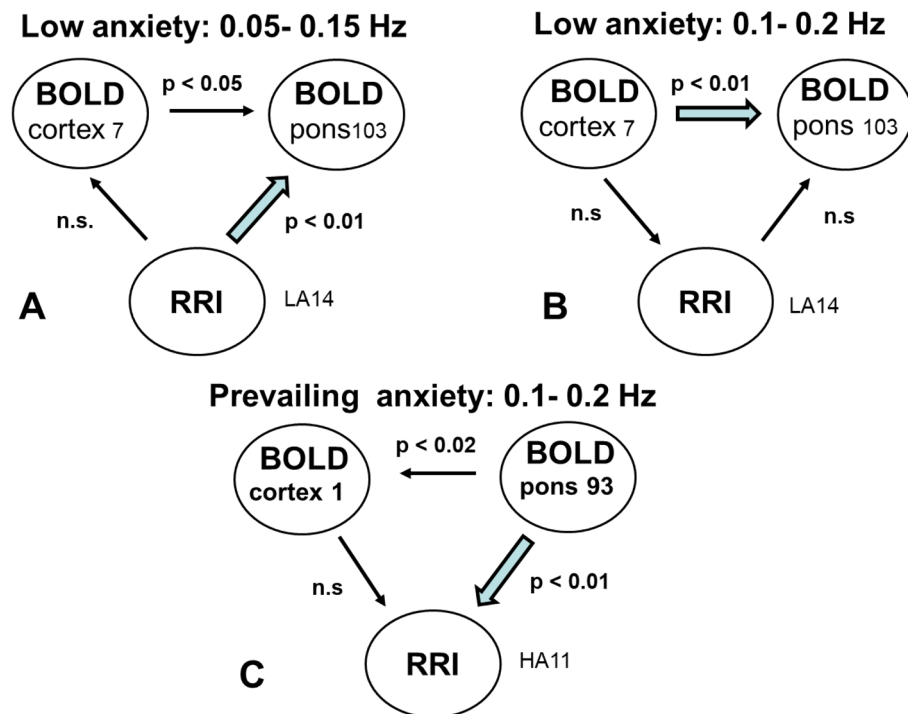 Low anxiety: 0.05- 0.15 Hz
BOLD
cortex 7
p < 0.05
BOLD
pons103
n.s.
p < 0.01
RRI
LA14
A
Low anxiety: 0.1- 0.2 Hz
BOLD
cortex 7
p < 0.01
BOLD
pons 103
n.s
n.s
RRI
LA14
B
Prevailing anxiety: 0.1- 0.2 Hz
BOLD
cortex 1
p < 0.02
BOLD
pons 93
n.s
p < 0.01
RRI
HA11
C